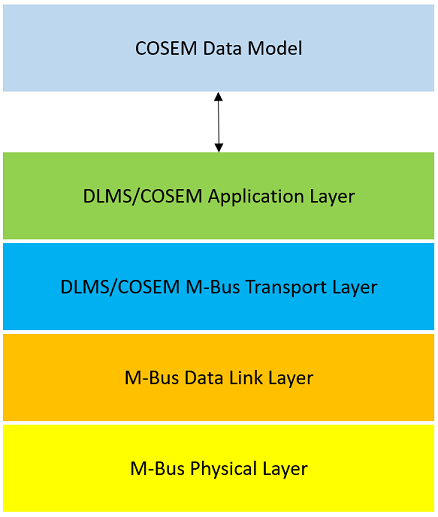 COSEM Data Model
DLMS/COSEM Application Layer
DLMS/COSEM M-Bus Transport Layer
M-Bus Data Link Layer
M-Bus Physical Layer